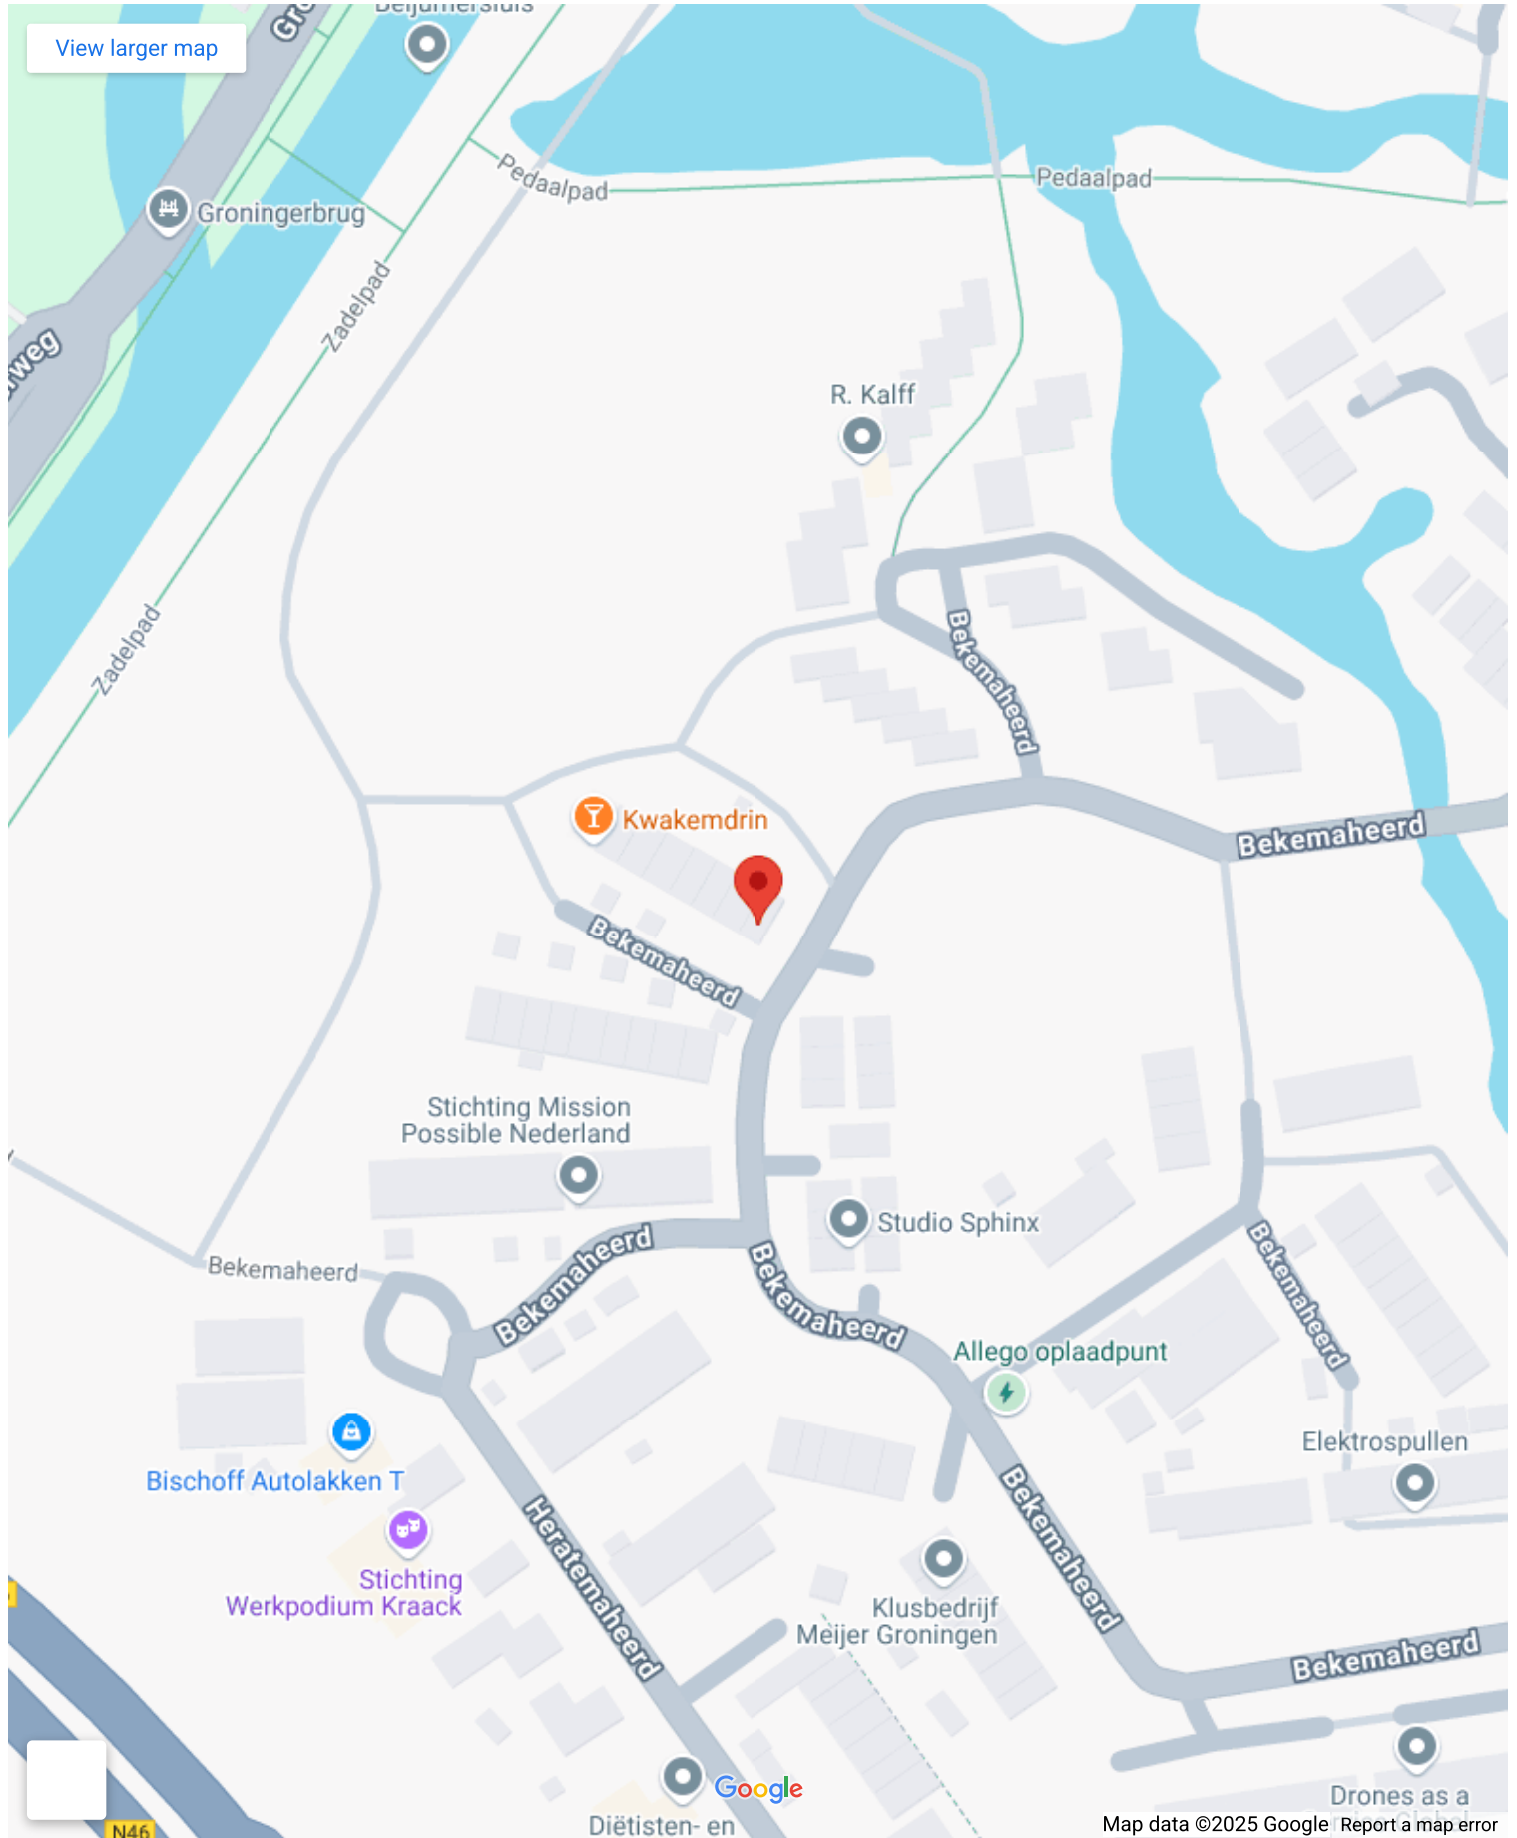 Beijumersluis
View larger map
Pedaalpad
Pedaalpad
Groningerbrug
Zadelpad
rweg
R. Kalff
Zadelpad
Bekemaheerd
Kwakemdrin
Bekemaheerd
Bekemaheerd
Stichting Mission
Possible Nederland
Studio Sphinx
Bekemaheerd
Bekemaheerd
Bekemaheerd
Bekemaheerd
Allego oplaadpunt
Elektrospullen
Bischoff Autolakken T
Bekemaheerd
Heratemaheerd
Stichting
Werkpodium Kraack
Klusbedrijf
Meijer Groningen
Bekemaheerd
Drones as a
Google
Diëtisten- en
N46
Map data ©2025 Google
Report a map error